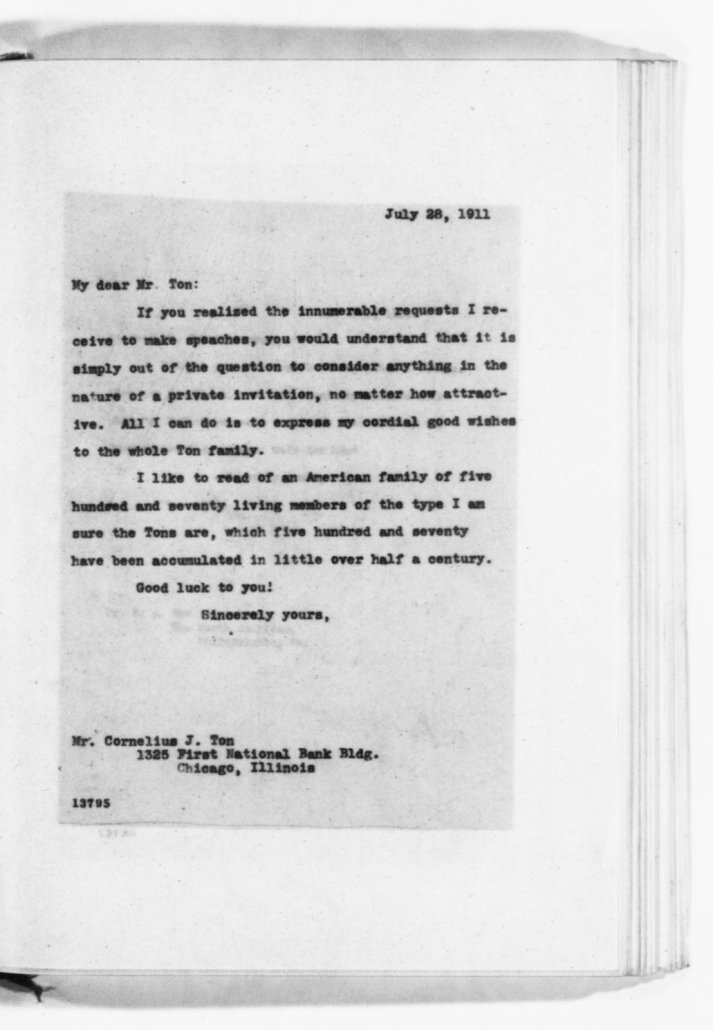 July 28, 1911
My dear Mr. Ton:
If you realized the innumerable requests I re-
ceive to make speaches, you would understand that it is
simply out of the question to consider anything in the
nature of a private invitation, no matter how attract-
ive. All I can do is to express my cordial good wishes
to the whole Ton family.
I like to read of an American family of five
hundred and seventy living members of the type I am
sure the Tons are, which five hundred and seventy
have been accumulated in little over half a century.
Good luck to you!
Sincerely yours,
Mr. Cornelius J. Ton
1325 First National Bank Bldg.
Chicago, Illinois
13795